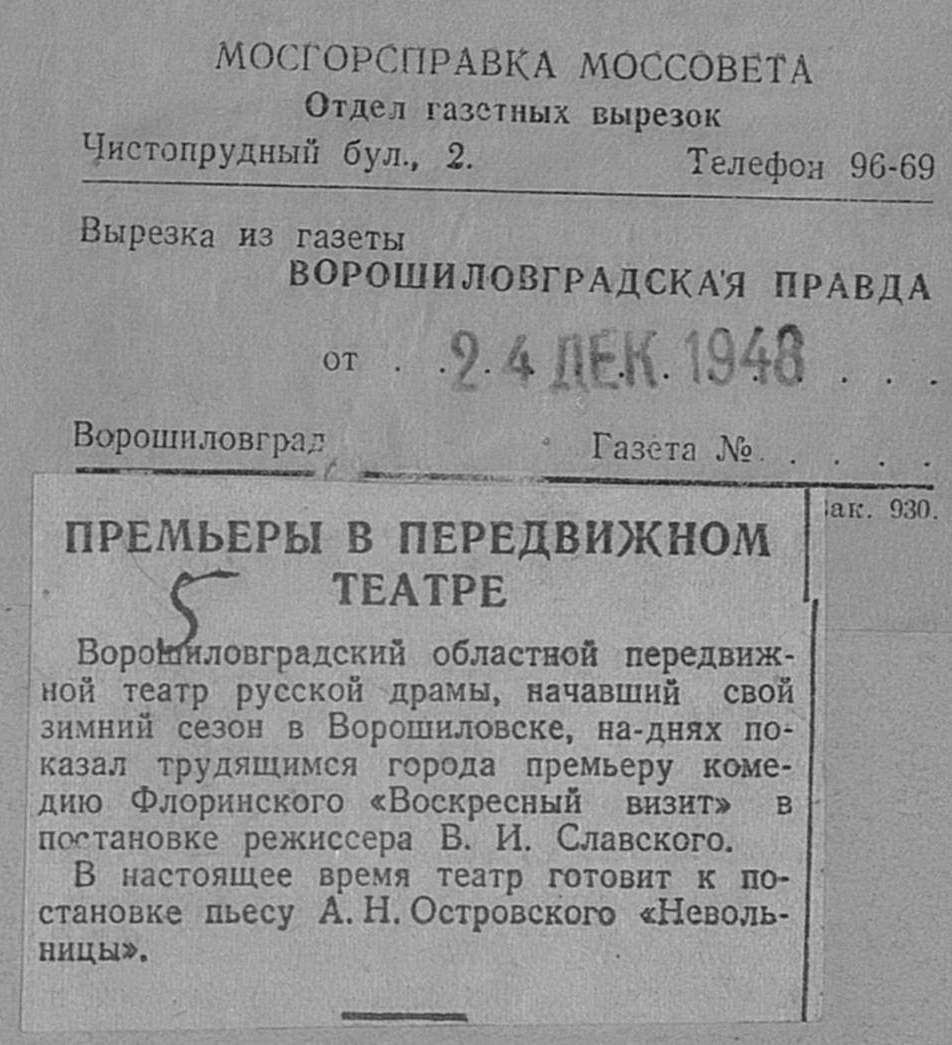 МОСГОРСПРАВКА МОССОВЕТА
Отдел газетных вырезок
Чистопрудный бул., 2. Телефон 96-69
Вырезка из газеты
ВОРОШИЛОВГРАДСКАЯ ПРАВДА
от . . 24 ДЕК. 1948 . . .
Ворошиловград Газета № . . . .
ПРЕМЬЕРЫ В ПЕРЕДВИЖНОМ
ТЕАТРЕ
5
Ворошиловградский областной передвиж-
ной театр русской драмы, начавший свой
зимний сезон в Ворошиловске, на-днях по-
казал трудящимся города премьеру коме-
дию Флоринского «Воскресный визит» в
постановке режиссера В. И. Славского.
В настоящее время театр готовит к по-
становке пьесу А. Н. Островского «Неволь-
ницы».
ак. 930.